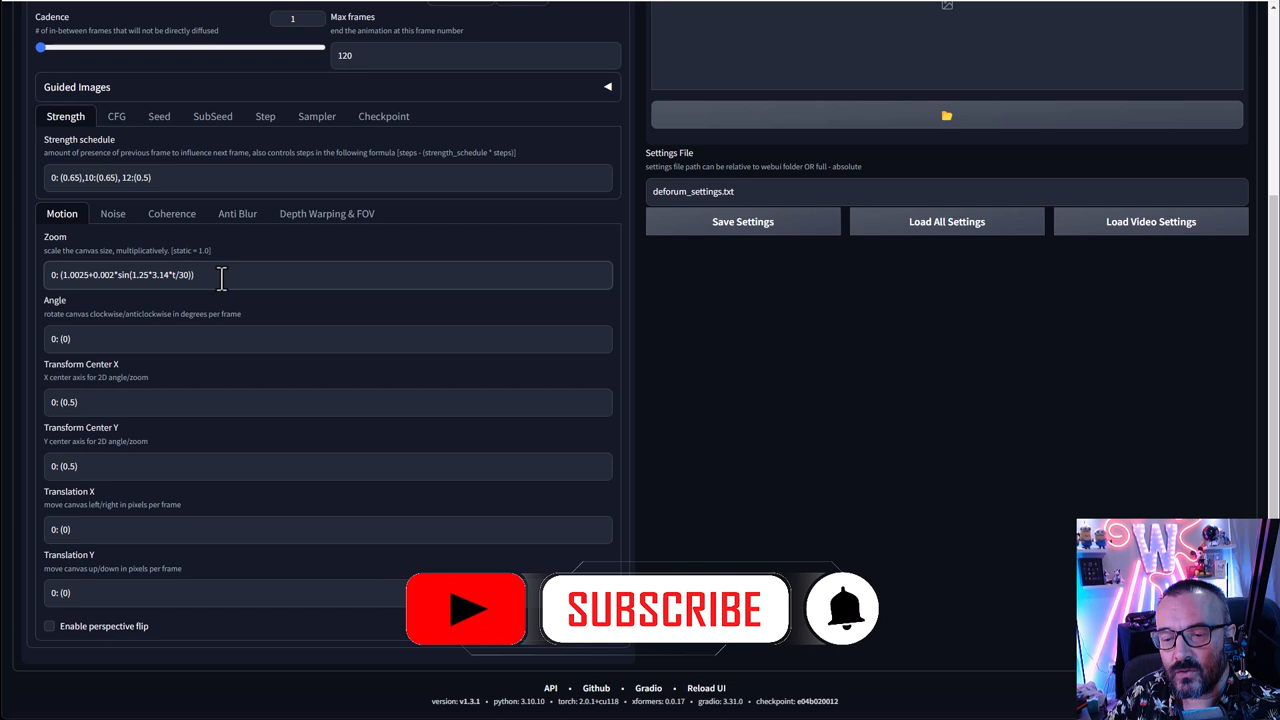 Cadence
# of in-between frames that will not be directly diffused
1
Max frames
end the animation at this frame number
120
Guided Images
Strength CFG Seed SubSeed Step Sampler Checkpoint
Strength schedule
amount of presence of previous frame to influence next frame, also controls steps in the following formula [steps - (strength_schedule * steps)]
0: (0.65),10:(0.65), 12:(0.5)
Motion Noise Coherence Anti Blur Depth Warping & FOV
Zoom
scale the canvas size, multiplicatively. [static = 1.0]
0: (1.0025+0.002*sin(1.25*3.14*t/30))
Angle
rotate canvas clockwise/anticlockwise in degrees per frame
0: (0)
Transform Center X
X center axis for 2D angle/zoom
0: (0.5)
Transform Center Y
Y center axis for 2D angle/zoom
0: (0.5)
Translation X
move canvas left/right in pixels per frame
0: (0)
Translation Y
move canvas up/down in pixels per frame
0: (0)
Enable perspective flip
Settings File
settings file path can be relative to webui folder OR full - absolute
deforum_settings.txt
Save Settings Load All Settings Load Video Settings
SUBSCRIBE
W
API • Github • Gradio • Reload UI
version: v1.3.1 • python: 3.10.10 • torch: 2.0.1+cu118 • xformers: 0.0.17 • gradio: 3.31.0 • checkpoint: e04b020012